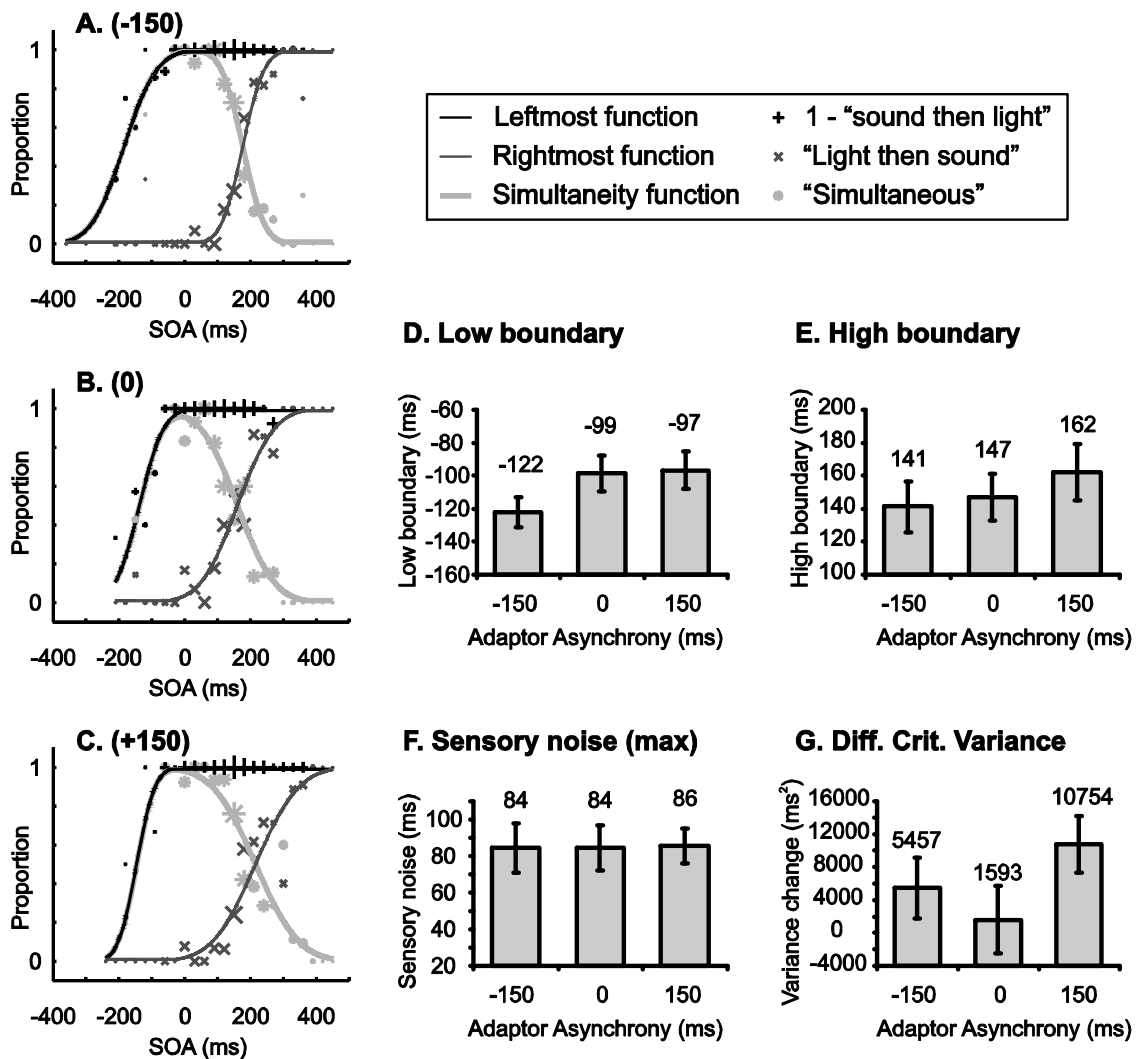 A. (-150)
1
Proportion
0
-400 -200 0 200 400
SOA (ms)
Leftmost function
Rightmost function
Simultaneity function
1 - “sound then light”
“Light then sound”
“Simultaneous”
B. (0)
1
Proportion
0
-400 -200 0 200 400
SOA (ms)
C. (+150)
1
Proportion
0
-400 -200 0 200 400
SOA (ms)
D. Low boundary
Low boundary (ms)
-60
-80
-100
-120
-140
-160
-122
-99
-97
-150 0 150
Adaptor Asynchrony (ms)
E. High boundary
High boundary (ms)
200
180
160
140
120
100
141
147
162
-150 0 150
Adaptor Asynchrony (ms)
F. Sensory noise (max)
Sensory noise (ms)
100
80
60
40
20
84
84
86
-150 0 150
Adaptor Asynchrony (ms)
G. Diff. Crit. Variance
Variance change (ms²)
16000
12000
8000
4000
0
-4000
5457
1593
10754
-150 0 150
Adaptor Asynchrony (ms)